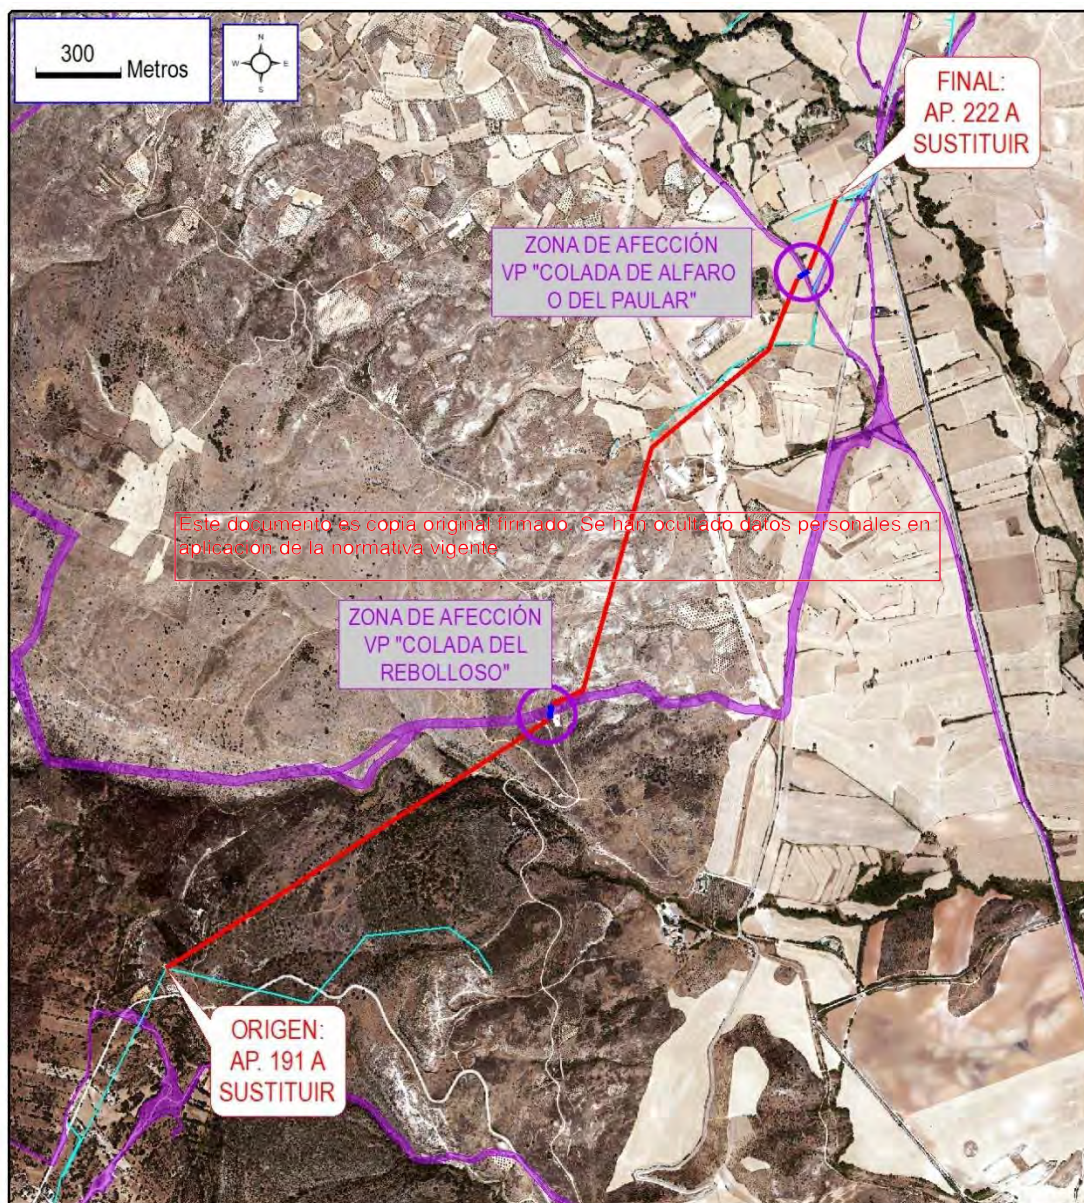 300
Metros
N
W
E
S
FINAL:
AP. 222 A
SUSTITUIR
ZONA DE AFECCIÓN
VP "COLADA DE ALFARO
O DEL PAULAR"
Este documento es copia original firmado. Se han ocultado datos personales en
aplicación de la normativa vigente
ZONA DE AFECCIÓN
VP "COLADA DEL
REBOLLOSO"
ORIGEN:
AP. 191 A
SUSTITUIR